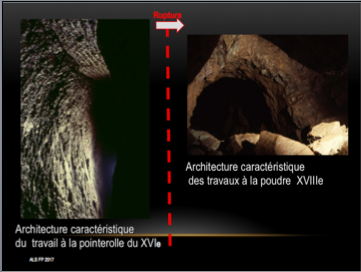 Rupture
Architecture caractéristique
des travaux à la poudre XVIIIe
Architecture caractéristique
du travail à la pointerolle du XVIe
ALS FP 2017